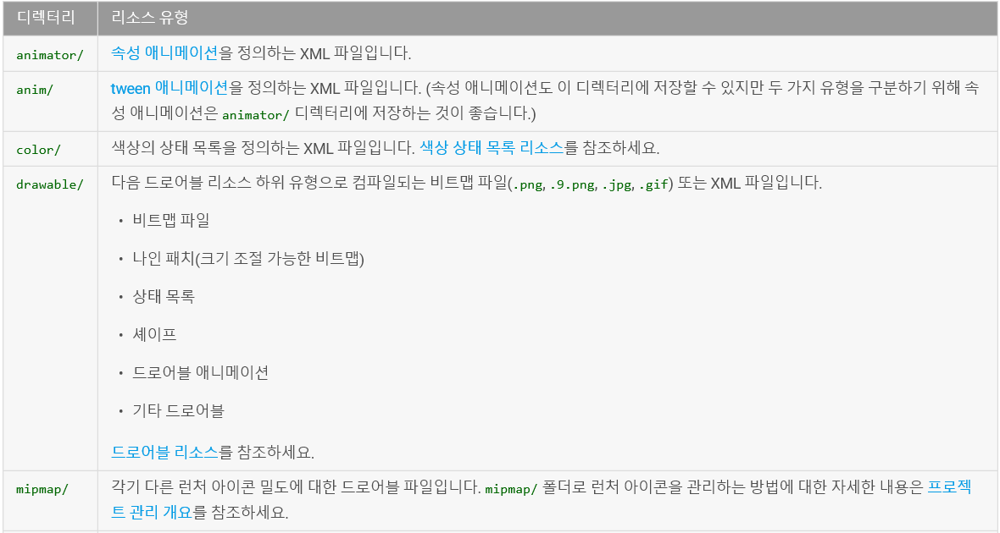 디렉터리 리소스 유형
animator/ 속성 애니메이션을 정의하는 XML 파일입니다.
anim/ tween 애니메이션을 정의하는 XML 파일입니다. (속성 애니메이션도 이 디렉터리에 저장할 수 있지만 두 가지 유형을 구분하기 위해 속
성 애니메이션은 animator/ 디렉터리에 저장하는 것이 좋습니다.)
color/ 색상의 상태 목록을 정의하는 XML 파일입니다. 색상 상태 목록 리소스를 참조하세요.
drawable/ 다음 드로어블 리소스 하위 유형으로 컴파일되는 비트맵 파일(.png, .9.png, .jpg, .gif) 또는 XML 파일입니다.
• 비트맵 파일
• 나인 패치(크기 조절 가능한 비트맵)
• 상태 목록
• 셰이프
• 드로어블 애니메이션
• 기타 드로어블
드로어블 리소스를 참조하세요.
mipmap/ 각기 다른 런처 아이콘 밀도에 대한 드로어블 파일입니다. mipmap/ 폴더로 런처 아이콘을 관리하는 방법에 대한 자세한 내용은 프로젝
트 관리 개요를 참조하세요.